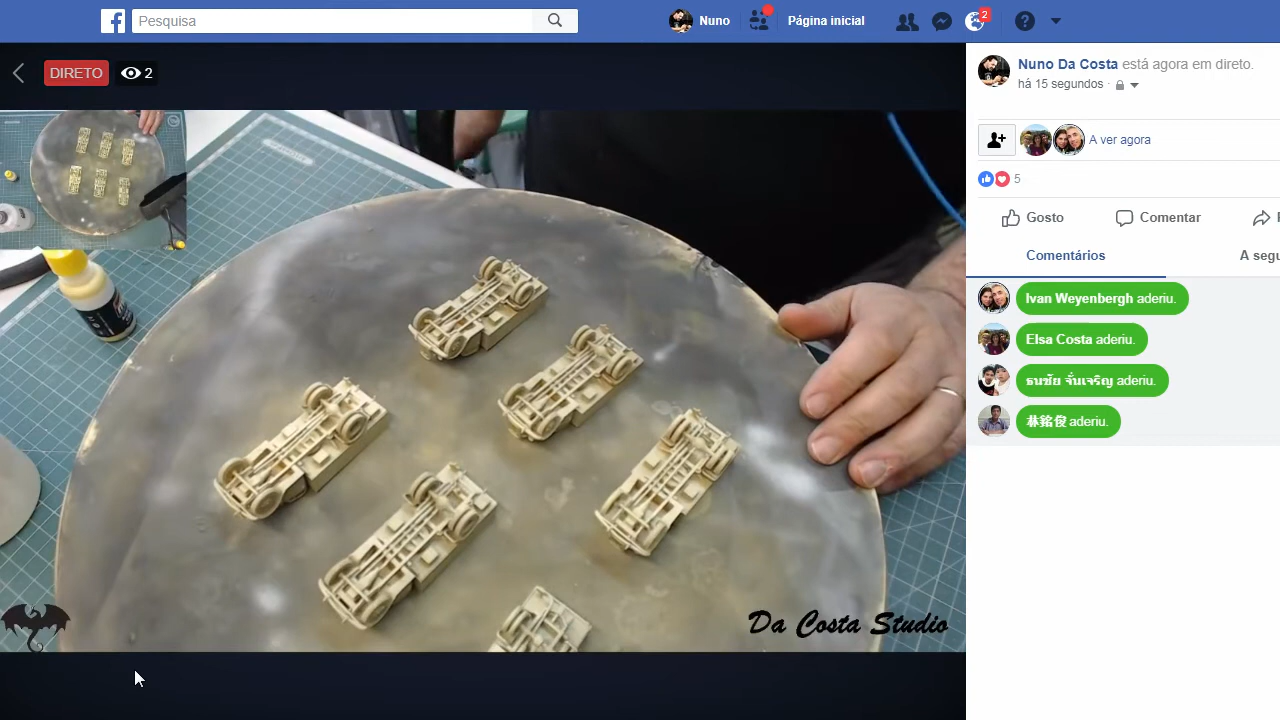 Pesquisa
Nuno
Página inicial
2
DIRETO
2
Nuno Da Costa está agora em direto.
há 15 segundos
A ver agora
5
Gosto
Comentar
Comentários
A segu
Ivan Weyenbergh aderiu.
Elsa Costa aderiu.
ธนชัย จั่นเจริญ aderiu.
林銘俊 aderiu.
Da Costa Studio